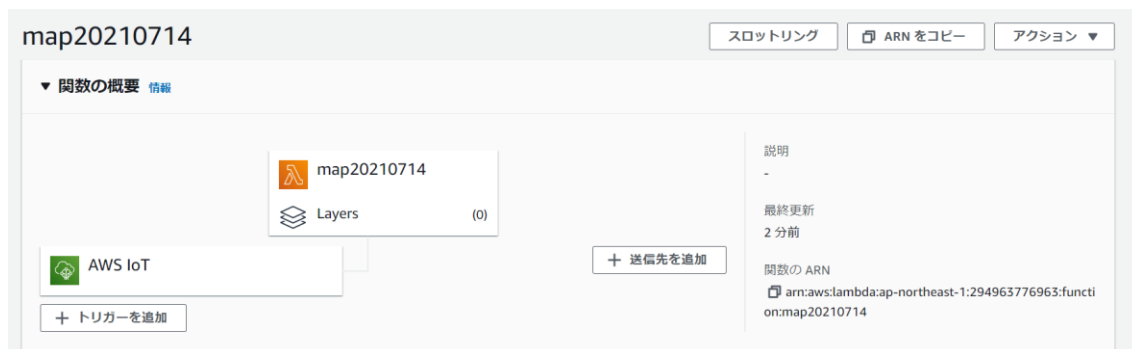 map20210714
スロットリング
ARN をコピー
アクション ▼
▼ 関数の概要 情報
map20210714
Layers (0)
AWS IoT
+ トリガーを追加
+ 送信先を追加
説明
-
最終更新
2 分前
関数の ARN
arn:aws:lambda:ap-northeast-1:294963776963:functi
on:map20210714